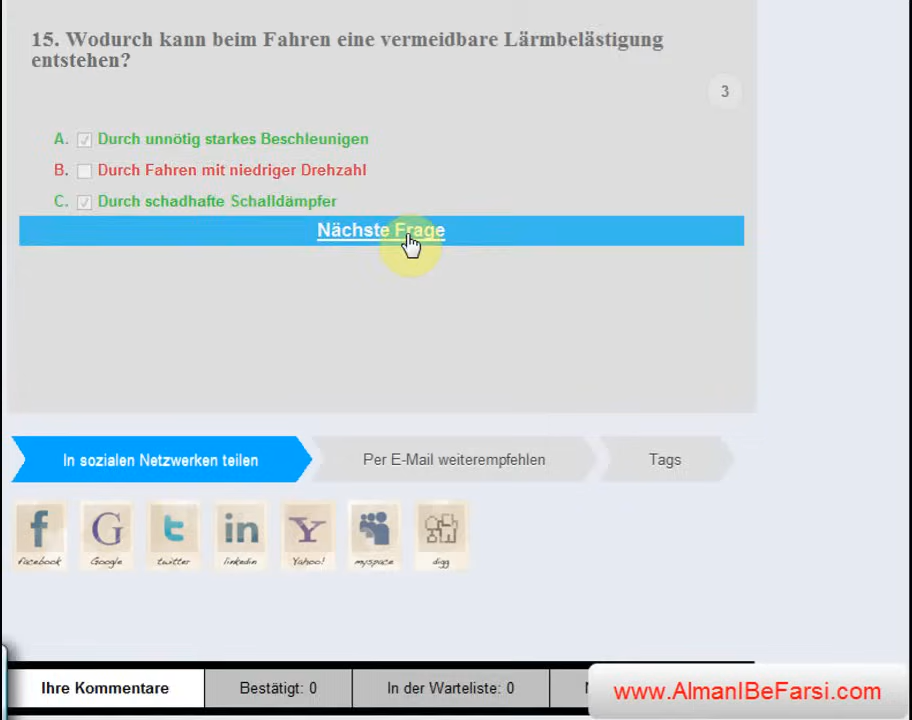 15. Wodurch kann beim Fahren eine vermeidbare Lärmbelästigung
entstehen?
3
A. Durch unnötig starkes Beschleunigen
B. Durch Fahren mit niedriger Drehzahl
C. Durch schadhafte Schalldämpfer
Nächste Frage
In sozialen Netzwerken teilen Per E-Mail weiterempfehlen Tags
f G t in Y
facebook Google twitter linkedin Yahoo! myspace digg
Ihre Kommentare Bestätigt: 0 In der Warteliste: 0
www.AlmanIBeFarsi.com